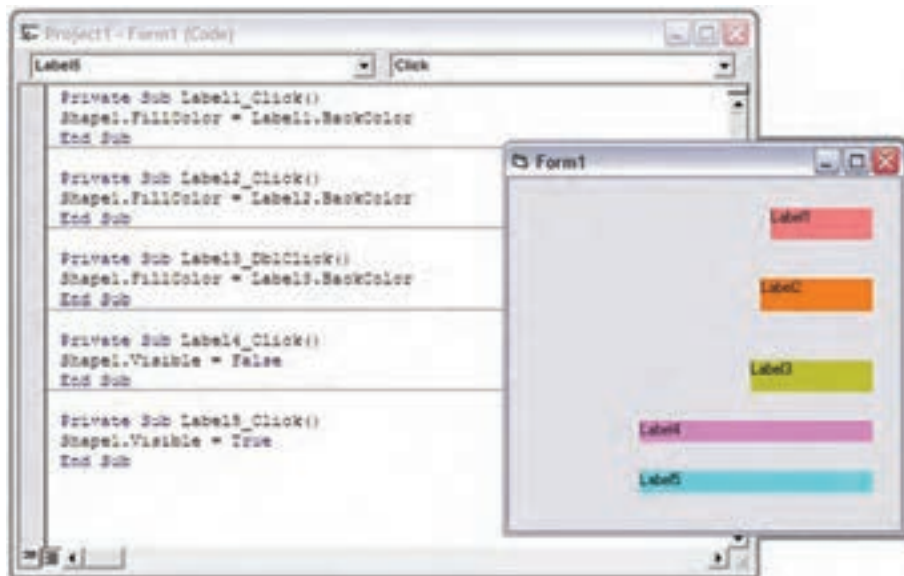 Project1 - Form1 (Code)
Label5 Click
Private Sub Label1_Click()
Shape1.FillColor = Label1.BackColor
End Sub
Private Sub Label2_Click()
Shape1.FillColor = Label2.BackColor
End Sub
Private Sub Label3_DblClick()
Shape1.FillColor = Label3.BackColor
End Sub
Private Sub Label4_Click()
Shape1.Visible = False
End Sub
Private Sub Label5_Click()
Shape1.Visible = True
End Sub
Form1
Label1
Label2
Label3
Label4
Label5